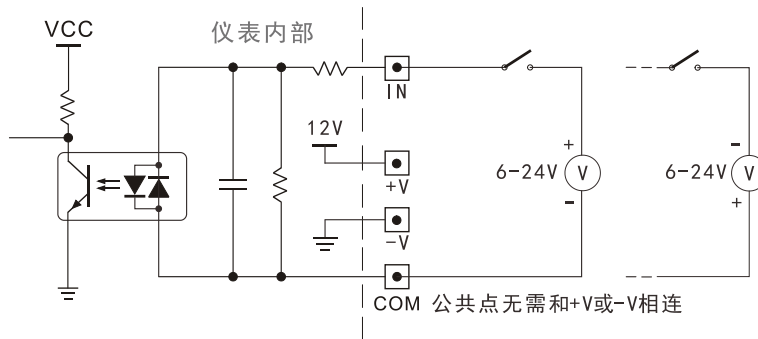 VCC
仪表内部
IN
12V
+V
-V
COM 公共点无需和+V或-V相连
+
6-24V V
-
-
6-24V V
+